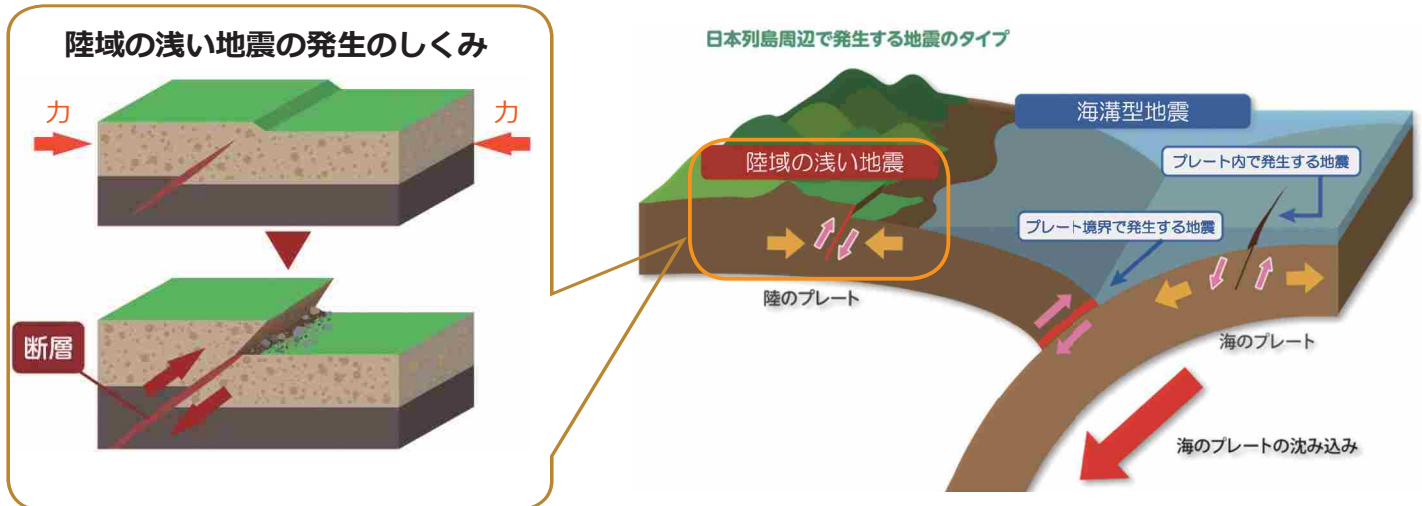 陸域の浅い地震の発生のしくみ
力
力
断層
日本列島周辺で発生する地震のタイプ
海溝型地震
陸域の浅い地震
プレート内で発生する地震
プレート境界で発生する地震
陸のプレート
海のプレート
海のプレートの沈み込み